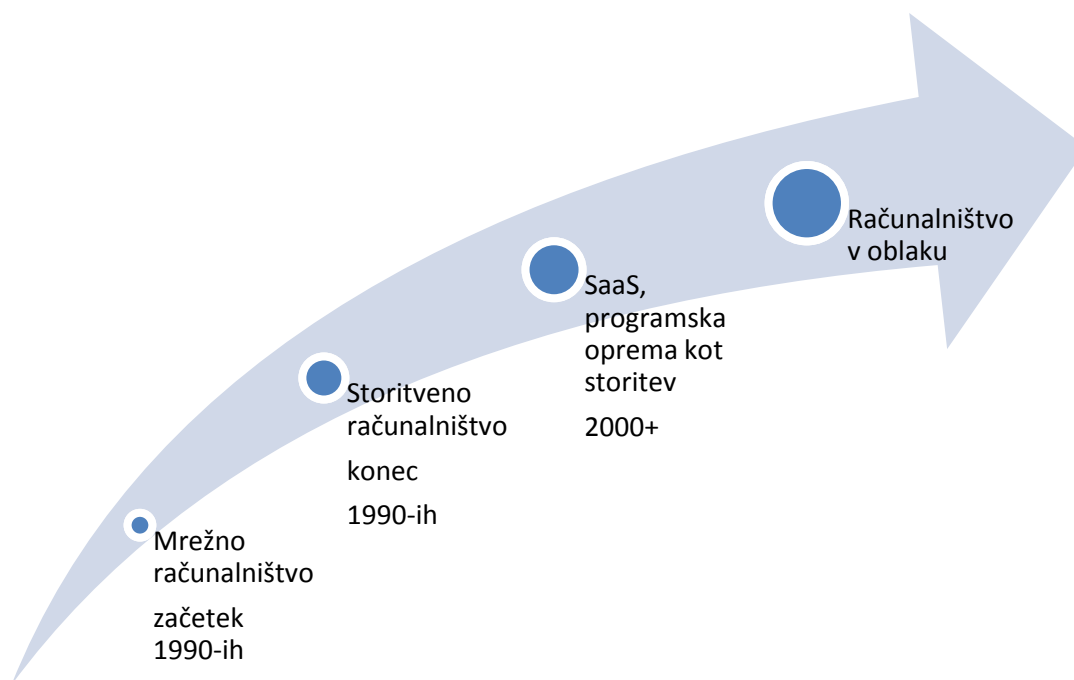 Mrežno
računalništvo
začetek
1990-ih
Storitveno
računalništvo
konec
1990-ih
SaaS,
programska
oprema kot
storitev
2000+
Računalništvo
v oblaku